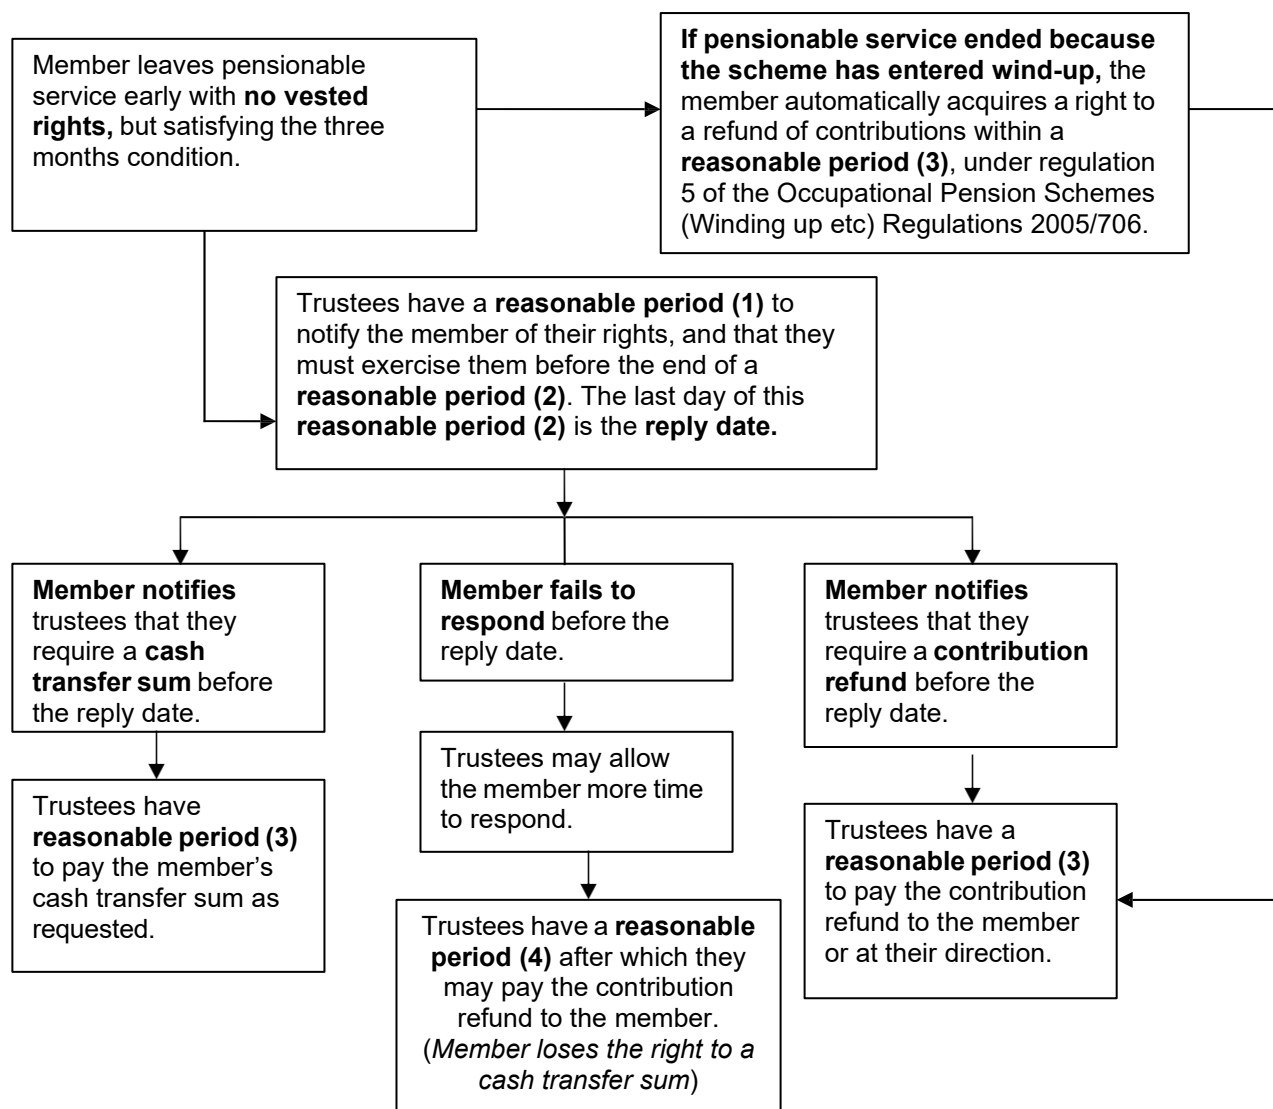 Member leaves pensionable
service early with no vested
rights, but satisfying the three
months condition.
If pensionable service ended because
the scheme has entered wind-up, the
member automatically acquires a right to
a refund of contributions within a
reasonable period (3), under regulation
5 of the Occupational Pension Schemes
(Winding up etc) Regulations 2005/706.
Trustees have a reasonable period (1) to
notify the member of their rights, and that they
must exercise them before the end of a
reasonable period (2). The last day of this
reasonable period (2) is the reply date.
Member notifies
trustees that they
require a cash
transfer sum before
the reply date.
Member fails to
respond before the
reply date.
Member notifies
trustees that they
require a contribution
refund before the
reply date.
Trustees have
reasonable period (3)
to pay the member’s
cash transfer sum as
requested.
Trustees may allow
the member more time
to respond.
Trustees have a
reasonable period (3)
to pay the contribution
refund to the member
or at their direction.
Trustees have a reasonable
period (4) after which they
may pay the contribution
refund to the member.
(Member loses the right to a
cash transfer sum)